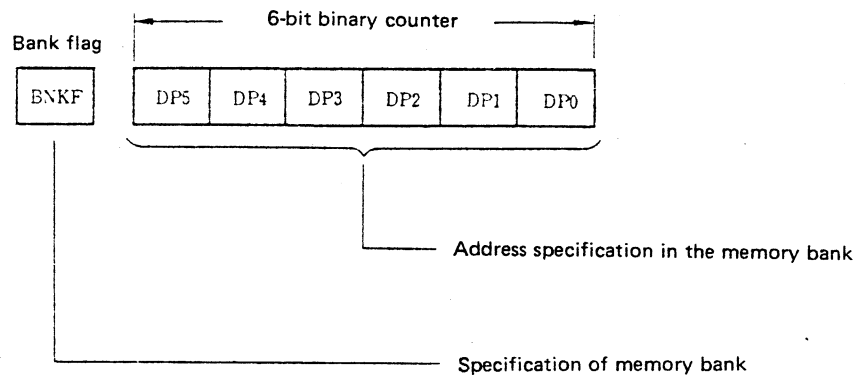 6-bit binary counter
Bank flag
BNKF DP5 DP4 DP3 DP2 DP1 DP0
Address specification in the memory bank
Specification of memory bank